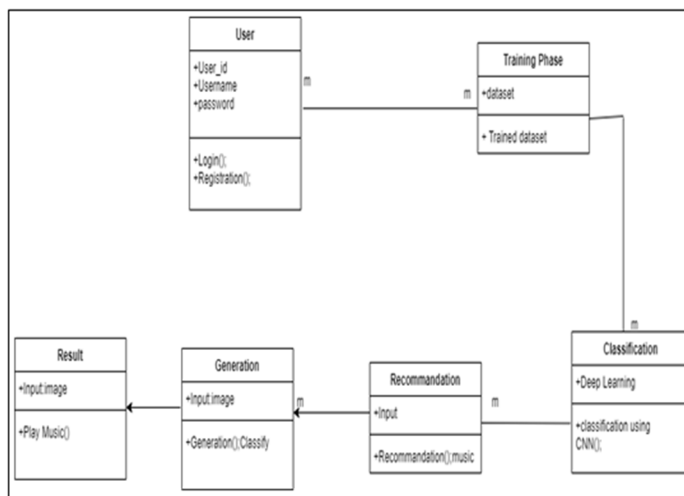 User
+User_id
+Username
+password
+Login();
+Registration();
m
m
Training Phase
+dataset
+ Trained dataset
m
Classification
+Deep Learning
+classification using
CNN();
m
Recommandation
+Input
+Recommandation();music
m
Generation
+Input:image
+Generation();Classify
Result
+Input:image
+Play Music()